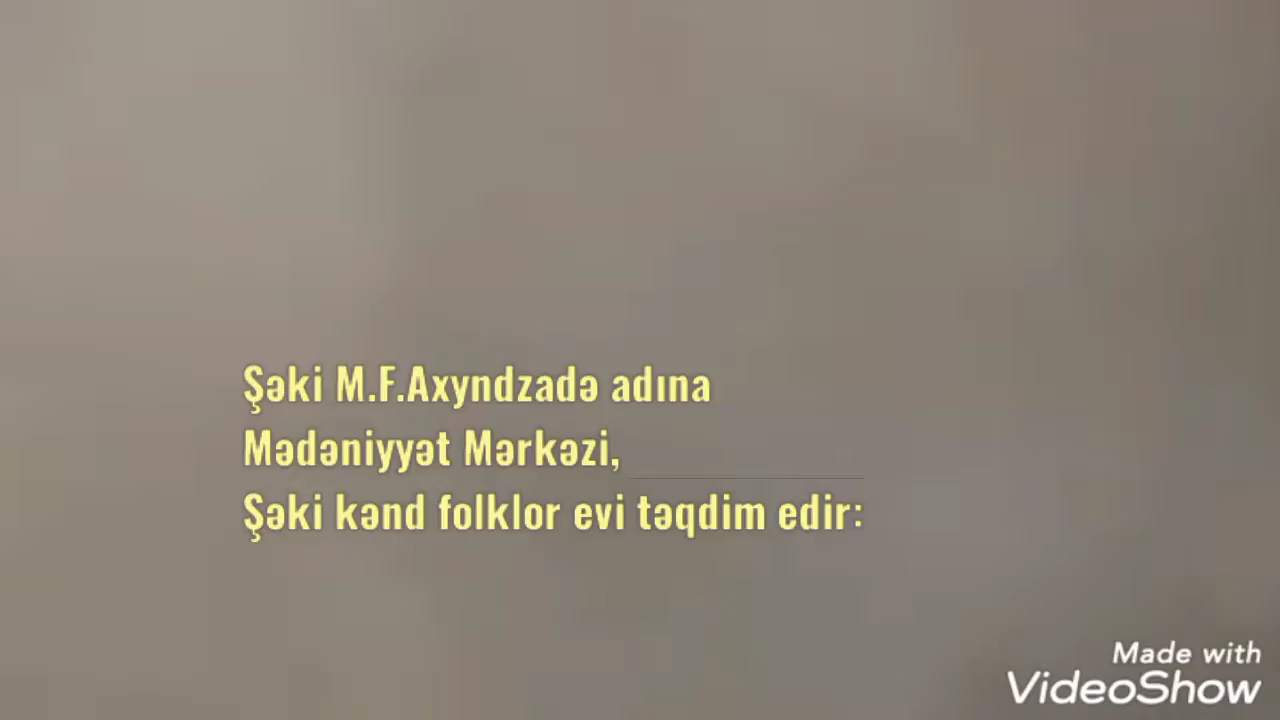 Şəki M.F.Axyndzadə adına
Mədəniyyət Mərkəzi,
Şəki kənd folklor evi təqdim edir:
Made with
VideoShow